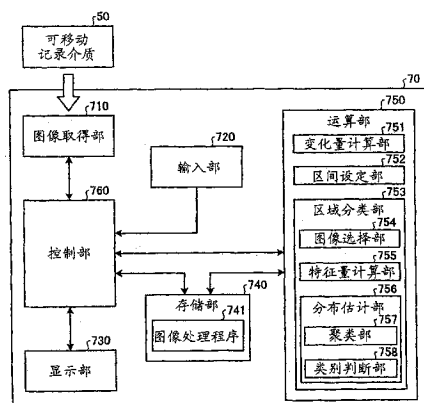 50
可移动
记录介质
70
710
图像取得部
720
输入部
760
控制部
740
存储部
741
图像处理程序
730
显示部
750
运算部
751
变化量计算部
752
区间设定部
753
区域分类部
754
图像选择部
755
特征量计算部
756
分布估计部
757
聚类部
758
类别判断部